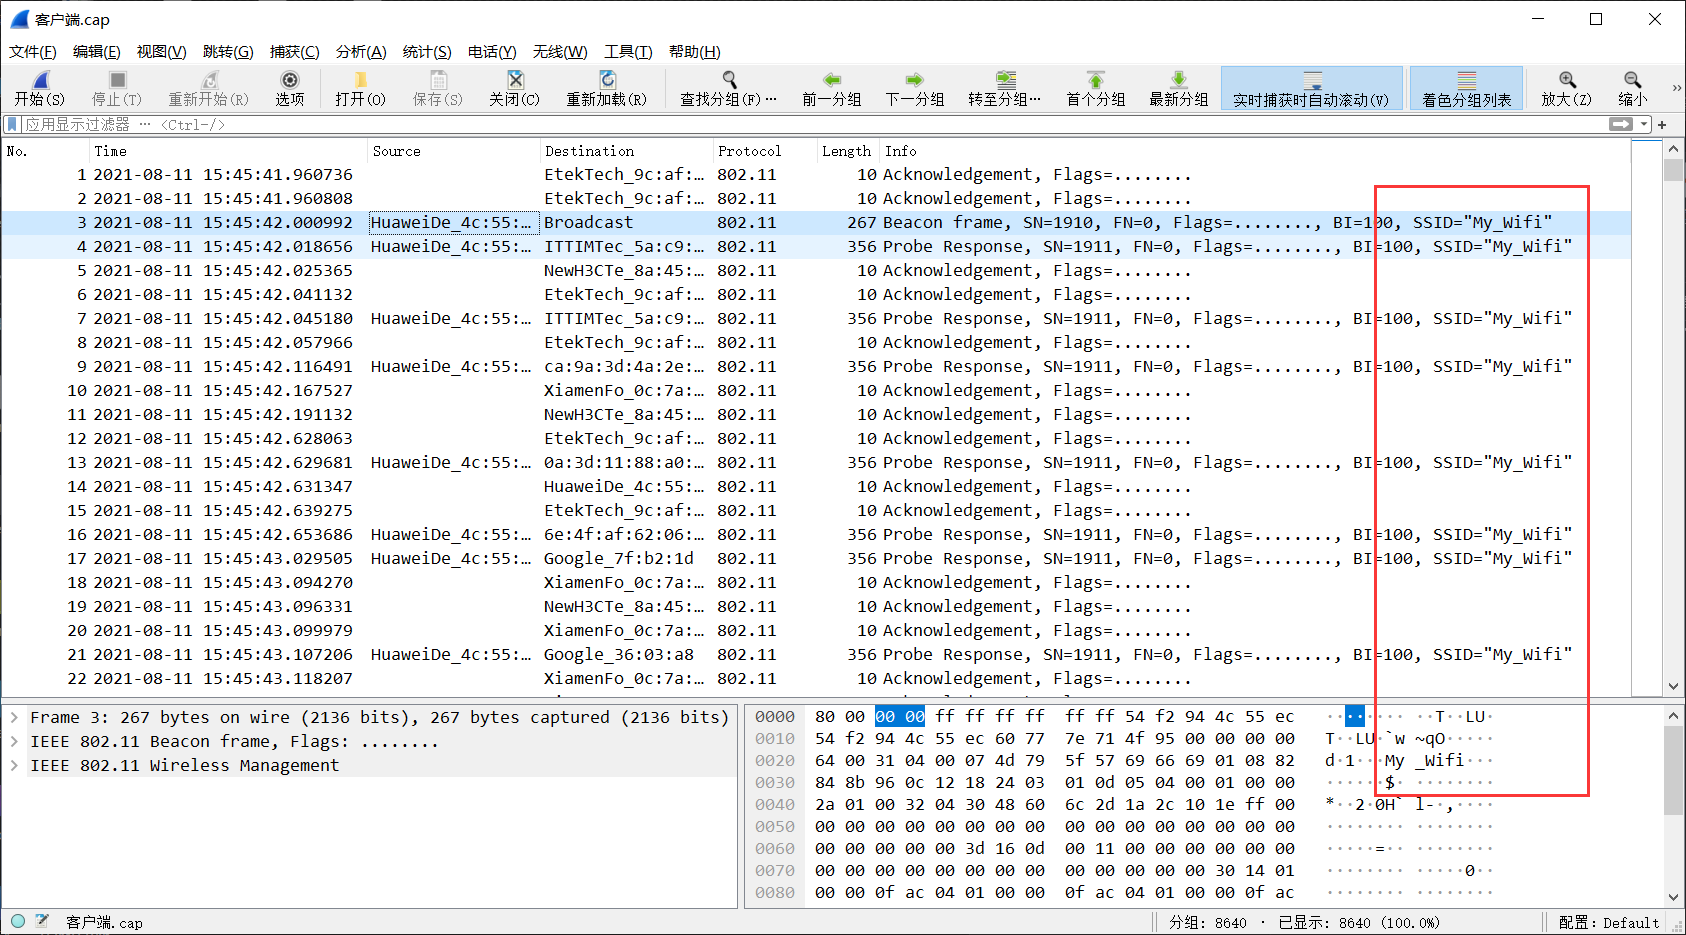 客户端.cap
文件(F) 编辑(E) 视图(V) 跳转(G) 捕获(C) 分析(A) 统计(S) 电话(Y) 无线(W) 工具(T) 帮助(H)
开始(S) 停止(T) 重新开始(R) 选项 打开(O) 保存(S) 关闭(C) 重新加载(R) 查找分组(F)… 前一分组 下一分组 转至分组… 首个分组 最新分组 实时捕获时自动滚动(V) 着色分组列表 放大(Z) 缩小 »
应用显示过滤器 … <Ctrl-/> +
No. Time Source Destination Protocol Length Info
1 2021-08-11 15:45:41.960736 EtekTech_9c:af:… 802.11 10 Acknowledgement, Flags=........
2 2021-08-11 15:45:41.960808 EtekTech_9c:af:… 802.11 10 Acknowledgement, Flags=........
3 2021-08-11 15:45:42.000992 HuaweiDe_4c:55:… Broadcast 802.11 267 Beacon frame, SN=1910, FN=0, Flags=........, BI=100, SSID="My_Wifi"
4 2021-08-11 15:45:42.018656 HuaweiDe_4c:55:… ITTIMTec_5a:c9:… 802.11 356 Probe Response, SN=1911, FN=0, Flags=........, BI=100, SSID="My_Wifi"
5 2021-08-11 15:45:42.025365 NewH3CTe_8a:45:… 802.11 10 Acknowledgement, Flags=........
6 2021-08-11 15:45:42.041132 EtekTech_9c:af:… 802.11 10 Acknowledgement, Flags=........
7 2021-08-11 15:45:42.045180 HuaweiDe_4c:55:… ITTIMTec_5a:c9:… 802.11 356 Probe Response, SN=1911, FN=0, Flags=........, BI=100, SSID="My_Wifi"
8 2021-08-11 15:45:42.057966 EtekTech_9c:af:… 802.11 10 Acknowledgement, Flags=........
9 2021-08-11 15:45:42.116491 HuaweiDe_4c:55:… ca:9a:3d:4a:2e:… 802.11 356 Probe Response, SN=1911, FN=0, Flags=........, BI=100, SSID="My_Wifi"
10 2021-08-11 15:45:42.167527 XiamenFo_0c:7a:… 802.11 10 Acknowledgement, Flags=........
11 2021-08-11 15:45:42.191132 NewH3CTe_8a:45:… 802.11 10 Acknowledgement, Flags=........
12 2021-08-11 15:45:42.628063 EtekTech_9c:af:… 802.11 10 Acknowledgement, Flags=........
13 2021-08-11 15:45:42.629681 HuaweiDe_4c:55:… 0a:3d:11:88:a0:… 802.11 356 Probe Response, SN=1911, FN=0, Flags=........, BI=100, SSID="My_Wifi"
14 2021-08-11 15:45:42.631347 HuaweiDe_4c:55:… 802.11 10 Acknowledgement, Flags=........
15 2021-08-11 15:45:42.639275 EtekTech_9c:af:… 802.11 10 Acknowledgement, Flags=........
16 2021-08-11 15:45:42.653686 HuaweiDe_4c:55:… 6e:4f:af:62:06:… 802.11 356 Probe Response, SN=1911, FN=0, Flags=........, BI=100, SSID="My_Wifi"
17 2021-08-11 15:45:43.029505 HuaweiDe_4c:55:… Google_7f:b2:1d 802.11 356 Probe Response, SN=1911, FN=0, Flags=........, BI=100, SSID="My_Wifi"
18 2021-08-11 15:45:43.094270 XiamenFo_0c:7a:… 802.11 10 Acknowledgement, Flags=........
19 2021-08-11 15:45:43.096331 NewH3CTe_8a:45:… 802.11 10 Acknowledgement, Flags=........
20 2021-08-11 15:45:43.099979 XiamenFo_0c:7a:… 802.11 10 Acknowledgement, Flags=........
21 2021-08-11 15:45:43.107206 HuaweiDe_4c:55:… Google_36:03:a8 802.11 356 Probe Response, SN=1911, FN=0, Flags=........, BI=100, SSID="My_Wifi"
22 2021-08-11 15:45:43.118207 XiamenFo_0c:7a:… 802.11 10 Acknowledgement, Flags=........
Frame 3: 267 bytes on wire (2136 bits), 267 bytes captured (2136 bits)
IEEE 802.11 Beacon frame, Flags: ........
IEEE 802.11 Wireless Management
0000 80 00 00 00 ff ff ff ff ff ff 54 f2 94 4c 55 ec ········ ··T··LU·
0010 54 f2 94 4c 55 ec 60 77 7e 71 4f 95 00 00 00 00 T··LU·`w ~qO·····
0020 64 00 31 04 00 07 4d 79 5f 57 69 66 69 01 08 82 d·1···My _Wifi···
0030 84 8b 96 0c 12 18 24 03 01 0d 05 04 00 01 00 00 ······$· ········
0040 2a 01 00 32 04 30 48 60 6c 2d 1a 2c 10 1e ff 00 *··2·0H` l-·,····
0050 00 00 00 00 00 00 00 00 00 00 00 00 00 00 00 00 ········ ········
0060 00 00 00 00 00 3d 16 0d 00 11 00 00 00 00 00 00 ·····=·· ········
0070 00 00 00 00 00 00 00 00 00 00 00 00 00 30 14 01 ········ ·····0··
0080 00 00 0f ac 04 01 00 00 0f ac 04 01 00 00 0f ac ········ ········
客户端.cap 分组: 8640 · 已显示: 8640 (100.0%) 配置: Default